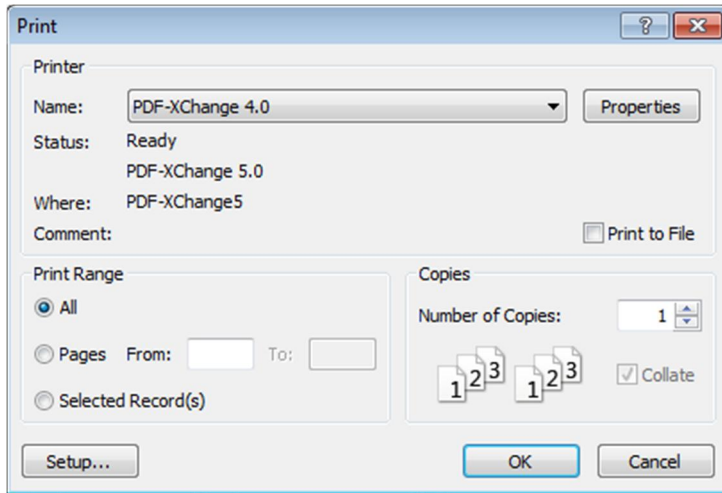 Print
Printer
Name: PDF-XChange 4.0 Properties
Status: Ready
PDF-XChange 5.0
Where: PDF-XChange5
Comment: Print to File
Print Range
All
Pages From: To:
Selected Record(s)
Copies
Number of Copies: 1
1 2 3 1 2 3
Collate
Setup... OK Cancel